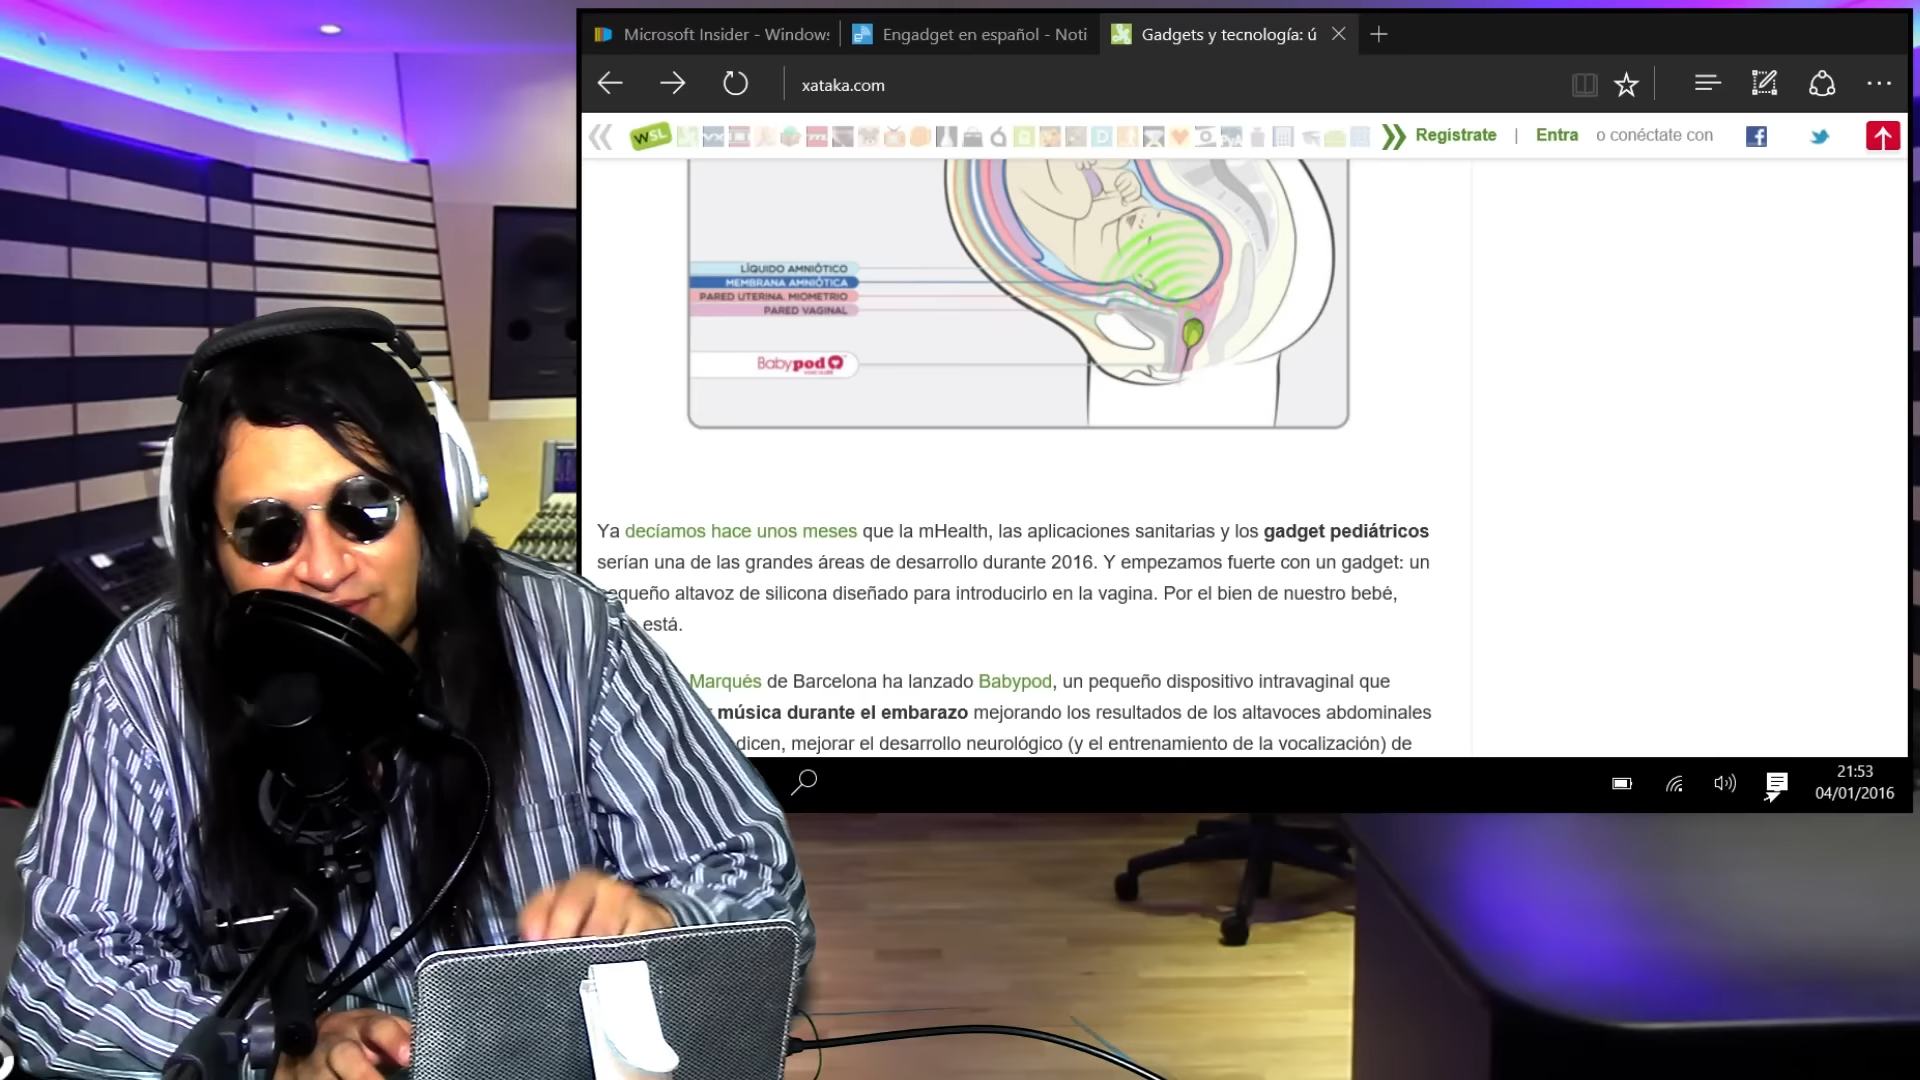 Microsoft Insider - Windows
Engadget en español - Noti
Gadgets y tecnología: ú
xataka.com
WSL
Registrate | Entra o conéctate con
LÍQUIDO AMNIÓTICO
MEMBRANA AMNIÓTICA
PARED UTERINA. MIOMETRIO
PARED VAGINAL
Babypod
Ya decíamos hace unos meses que la mHealth, las aplicaciones sanitarias y los gadget pediátricos
serían una de las grandes áreas de desarrollo durante 2016. Y empezamos fuerte con un gadget: un
pequeño altavoz de silicona diseñado para introducirlo en la vagina. Por el bien de nuestro bebé,
está.
Marqués de Barcelona ha lanzado Babypod, un pequeño dispositivo intravaginal que
música durante el embarazo mejorando los resultados de los altavoces abdominales
dicen, mejorar el desarrollo neurológico (y el entrenamiento de la vocalización) de
21:53
04/01/2016